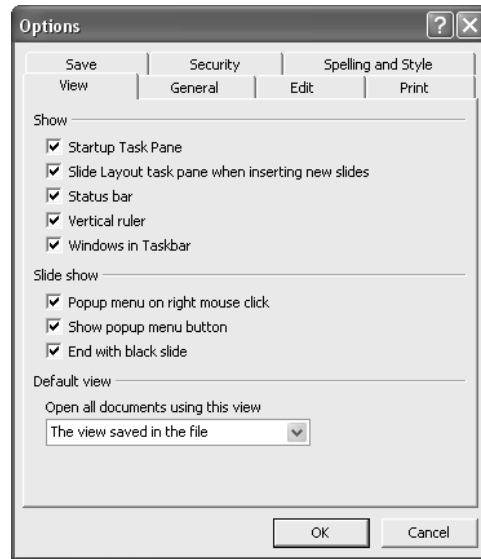 Options
Save Security Spelling and Style
View General Edit Print
Show
Startup Task Pane
Slide Layout task pane when inserting new slides
Status bar
Vertical ruler
Windows in Taskbar
Slide show
Popup menu on right mouse click
Show popup menu button
End with black slide
Default view
Open all documents using this view
The view saved in the file
OK Cancel